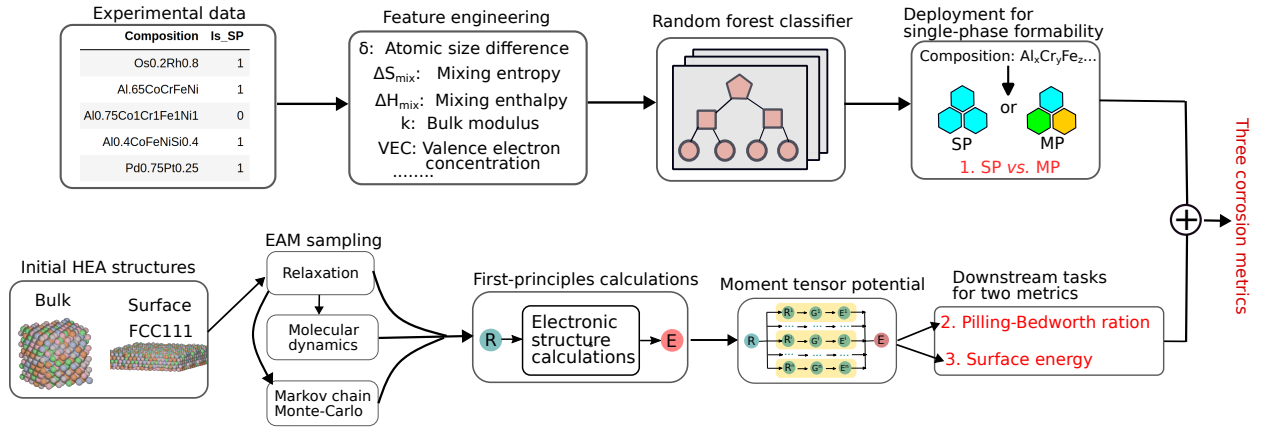 Experimental data
Composition Is_SP
Os0.2Rh0.8 1
Al.65CoCrFeNi 1
Al0.75Co1Cr1Fe1Ni1 0
Al0.4CoFeNiSi0.4 1
Pd0.75Pt0.25 1
Feature engineering
δ: Atomic size difference
ΔSmix: Mixing entropy
ΔHmix: Mixing enthalpy
k: Bulk modulus
VEC: Valence electron
concentration
........
Random forest classifier
Deployment for
single-phase formability
Composition: AlxCryFez...
or
SP
MP
1. SP vs. MP
Three corrosion metrics
Initial HEA structures
Bulk
Surface
FCC111
EAM sampling
Relaxation
Molecular
dynamics
Markov chain
Monte-Carlo
First-principles calculations
R
Electronic
structure
calculations
E
Moment tensor potential
R
E
Downstream tasks
for two metrics
2. Pilling-Bedworth ration
3. Surface energy